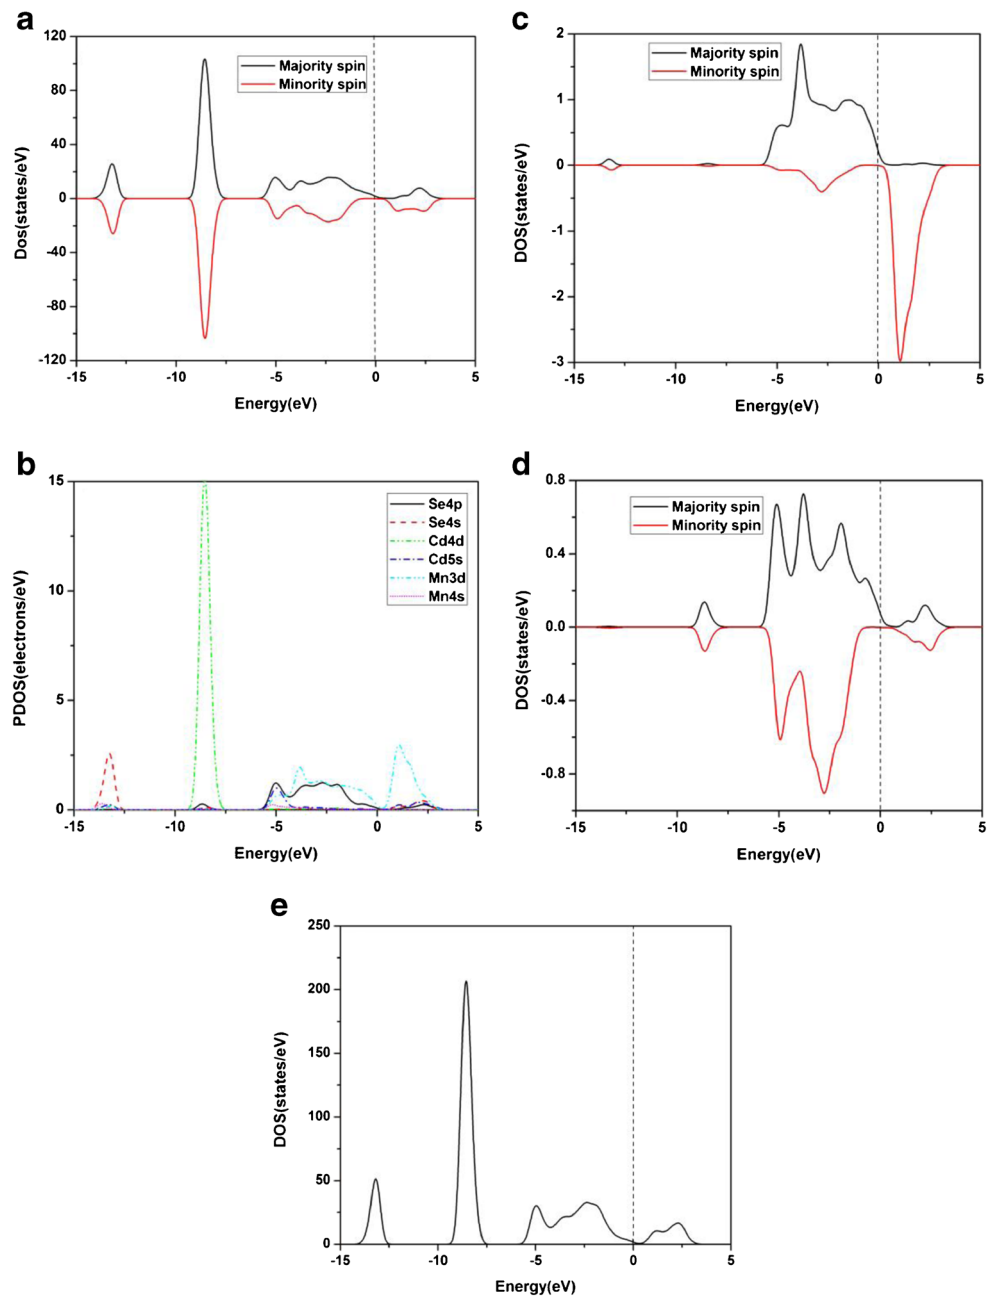 a
120
80
40
0
-40
-80
-120
-15
-10
-5
0
5
Dos(states/eV)
Energy(eV)
Majority spin
Minority spin
c
2
1
0
-1
-2
-3
-15
-10
-5
0
5
DOS(states/eV)
Energy(eV)
Majority spin
Minority spin
b
15
10
5
0
-15
-10
-5
0
5
PDOS(electrons/eV)
Energy(eV)
Se4p
Se4s
Cd4d
Cd5s
Mn3d
Mn4s
d
0.8
0.4
0.0
-0.4
-0.8
-15
-10
-5
0
5
DOS(states/eV)
Energy(eV)
Majority spin
Minority spin
e
250
200
150
100
50
0
-15
-10
-5
0
5
DOS(states/eV)
Energy(eV)